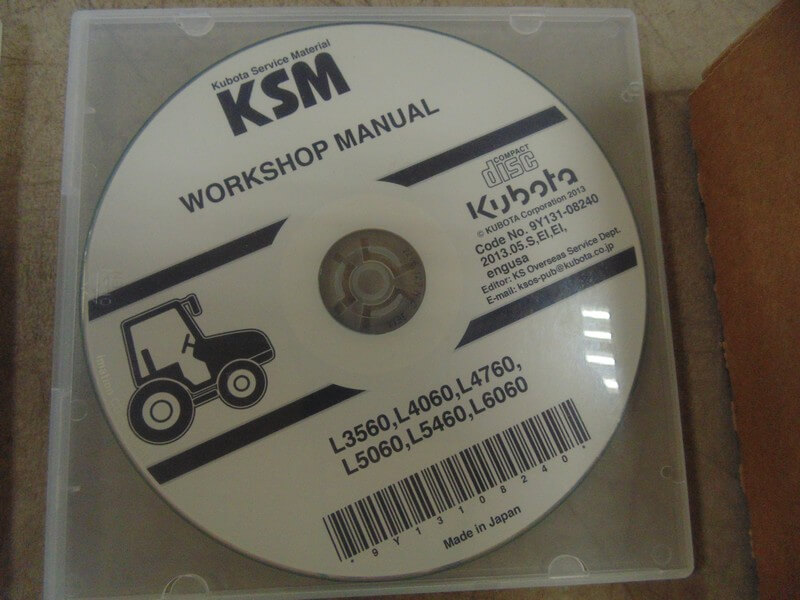 Kubota Service Material
KSM
WORKSHOP MANUAL
COMPACT
disc
Kubota
© KUBOTA Corporation 2013
Code No. 9Y131-08240
2013.05.S,EI,EI,
engusa
Editor: KS Overseas Service Dept.
E-mail: ksos-pub@kubota.co.jp
L3560,L4060,L4760,
L5060,L5460,L6060
*9Y13108240*
Made in Japan